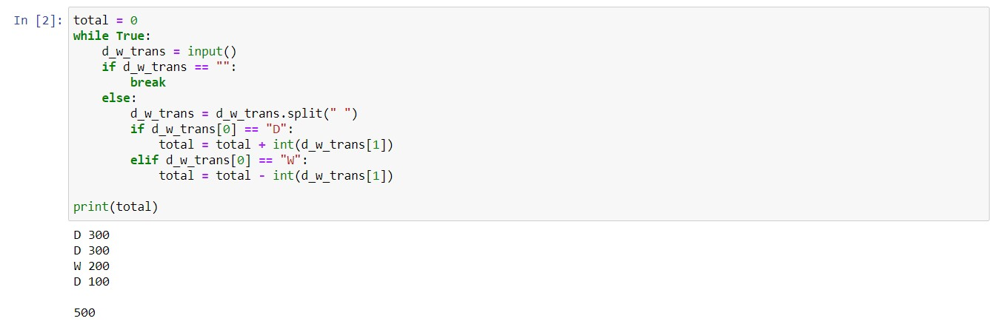 In [2]: total = 0
while True:
    d_w_trans = input()
    if d_w_trans == "":
        break
    else:
        d_w_trans = d_w_trans.split(" ")
        if d_w_trans[0] == "D":
            total = total + int(d_w_trans[1])
        elif d_w_trans[0] == "W":
            total = total - int(d_w_trans[1])
print(total)
D 300
D 300
W 200
D 100
500